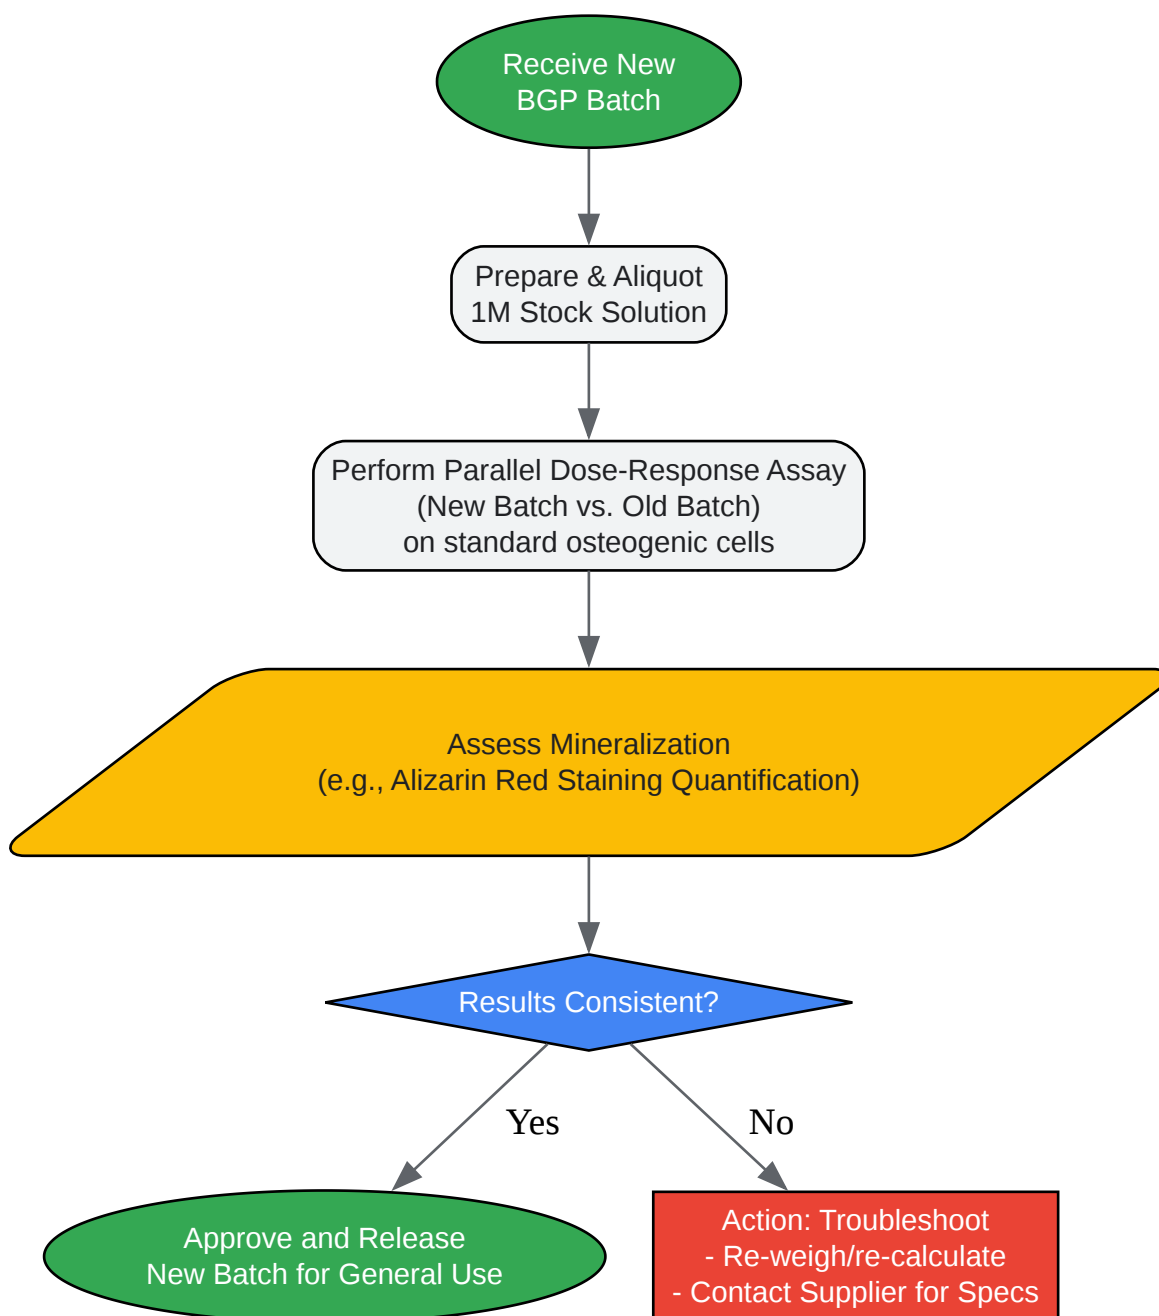 Receive New
BGP Batch
Prepare & Aliquot
1M Stock Solution
Perform Parallel Dose-Response Assay
(New Batch vs. Old Batch)
on standard osteogenic cells
Assess Mineralization
(e.g., Alizarin Red Staining Quantification)
Results Consistent?
Yes
No
Approve and Release
New Batch for General Use
Action: Troubleshoot
- Re-weigh/re-calculate
- Contact Supplier for Specs